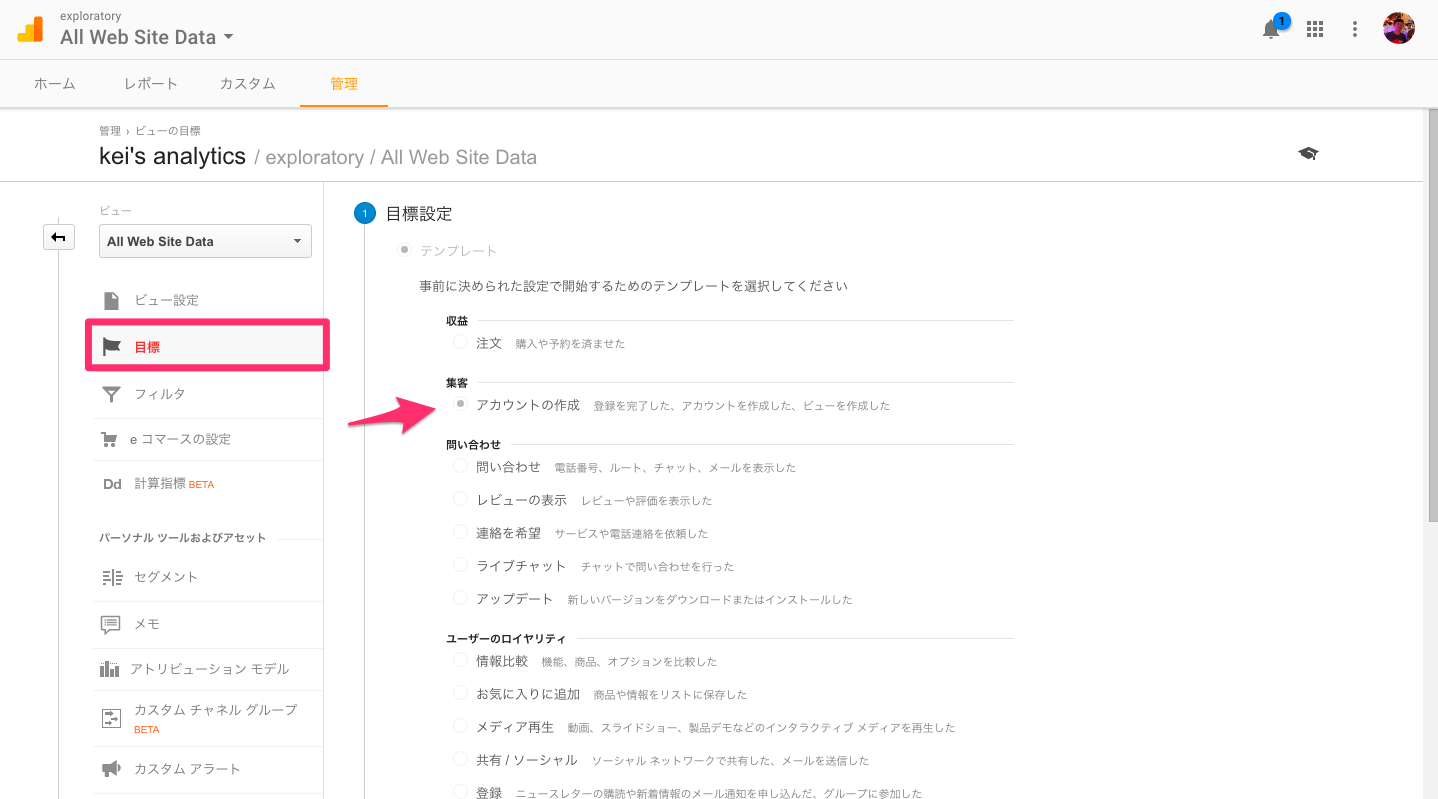 exploratory
All Web Site Data
1
ホーム レポート カスタム 管理
管理 › ビューの目標
kei's analytics / exploratory / All Web Site Data
ビュー
All Web Site Data
ビュー設定
目標
フィルタ
e コマースの設定
Dd 計算指標 BETA
パーソナル ツールおよびアセット
セグメント
メモ
アトリビューション モデル
カスタム チャネル グループ
BETA
カスタム アラート
1 目標設定
テンプレート
事前に決められた設定で開始するためのテンプレートを選択してください
収益
注文 購入や予約を済ませた
集客
アカウントの作成 登録を完了した、アカウントを作成した、ビューを作成した
問い合わせ
問い合わせ 電話番号、ルート、チャット、メールを表示した
レビューの表示 レビューや評価を表示した
連絡を希望 サービスや電話連絡を依頼した
ライブチャット チャットで問い合わせを行った
アップデート 新しいバージョンをダウンロードまたはインストールした
ユーザーのロイヤリティ
情報比較 機能、商品、オプションを比較した
お気に入りに追加 商品や情報をリストに保存した
メディア再生 動画、スライドショー、製品デモなどのインタラクティブ メディアを再生した
共有 / ソーシャル ソーシャル ネットワークで共有した、メールを送信した
登録 ニュースレターの購読や新着情報のメール通知を申し込んだ、グループに参加した